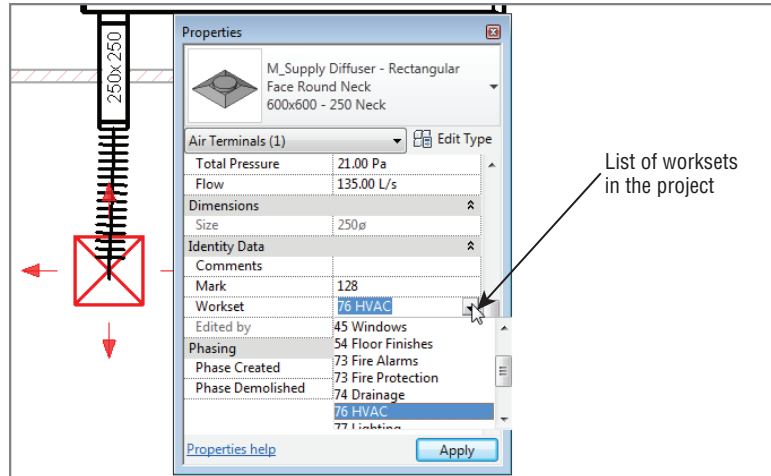 250x250
Properties
M_Supply Diffuser - Rectangular
Face Round Neck
600x600 - 250 Neck
Air Terminals (1)
Edit Type
Total Pressure 21.00 Pa
Flow 135.00 L/s
Dimensions
Size 250ø
Identity Data
Comments
Mark 128
Workset 76 HVAC
Edited by
45 Windows
54 Floor Finishes
Phasing
73 Fire Alarms
Phase Created
73 Fire Protection
Phase Demolished
74 Drainage
76 HVAC
77 Lighting
Properties help
Apply
List of worksets
in the project